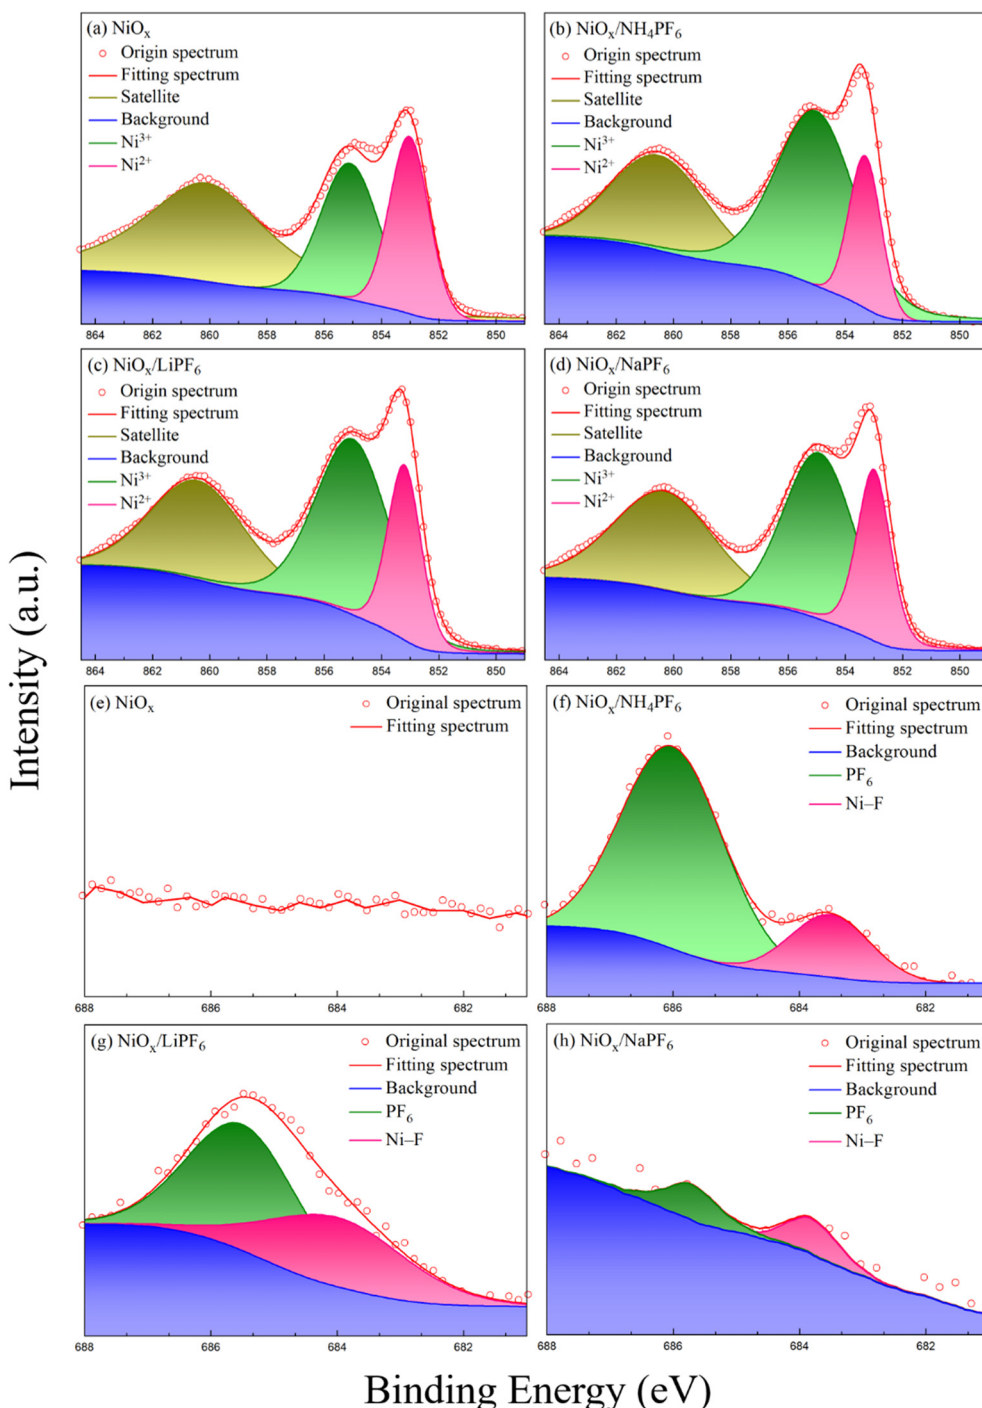 (a) NiOₓ
Origin spectrum
Fitting spectrum
Satellite
Background
Ni³⁺
Ni²⁺
864 862 860 858 856 854 852 850
(b) NiOₓ/NH₄PF₆
Origin spectrum
Fitting spectrum
Satellite
Background
Ni³⁺
Ni²⁺
864 862 860 858 856 854 852 850
(c) NiOₓ/LiPF₆
Origin spectrum
Fitting spectrum
Satellite
Background
Ni³⁺
Ni²⁺
864 862 860 858 856 854 852 850
(d) NiOₓ/NaPF₆
Origin spectrum
Fitting spectrum
Satellite
Background
Ni³⁺
Ni²⁺
864 862 860 858 856 854 852 850
Intensity (a.u.)
(e) NiOₓ
Original spectrum
Fitting spectrum
688 686 684 682
(f) NiOₓ/NH₄PF₆
Original spectrum
Fitting spectrum
Background
PF₆
Ni–F
688 686 684 682
(g) NiOₓ/LiPF₆
Original spectrum
Fitting spectrum
Background
PF₆
Ni–F
688 686 684 682
(h) NiOₓ/NaPF₆
Original spectrum
Fitting spectrum
Background
PF₆
Ni–F
688 686 684 682
Binding Energy (eV)